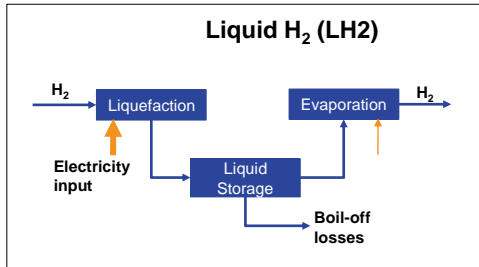 Liquid H₂ (LH2)
H₂
Liquefaction
Evaporation
H₂
Electricity
input
Liquid
Storage
Boil-off
losses